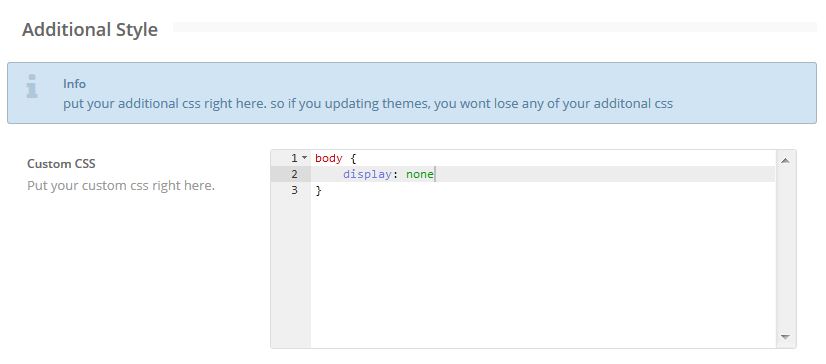 Additional Style
Info
put your additional css right here. so if you updating themes, you wont lose any of your additonal css
Custom CSS
Put your custom css right here.
1 body {
2 display: none
3 }